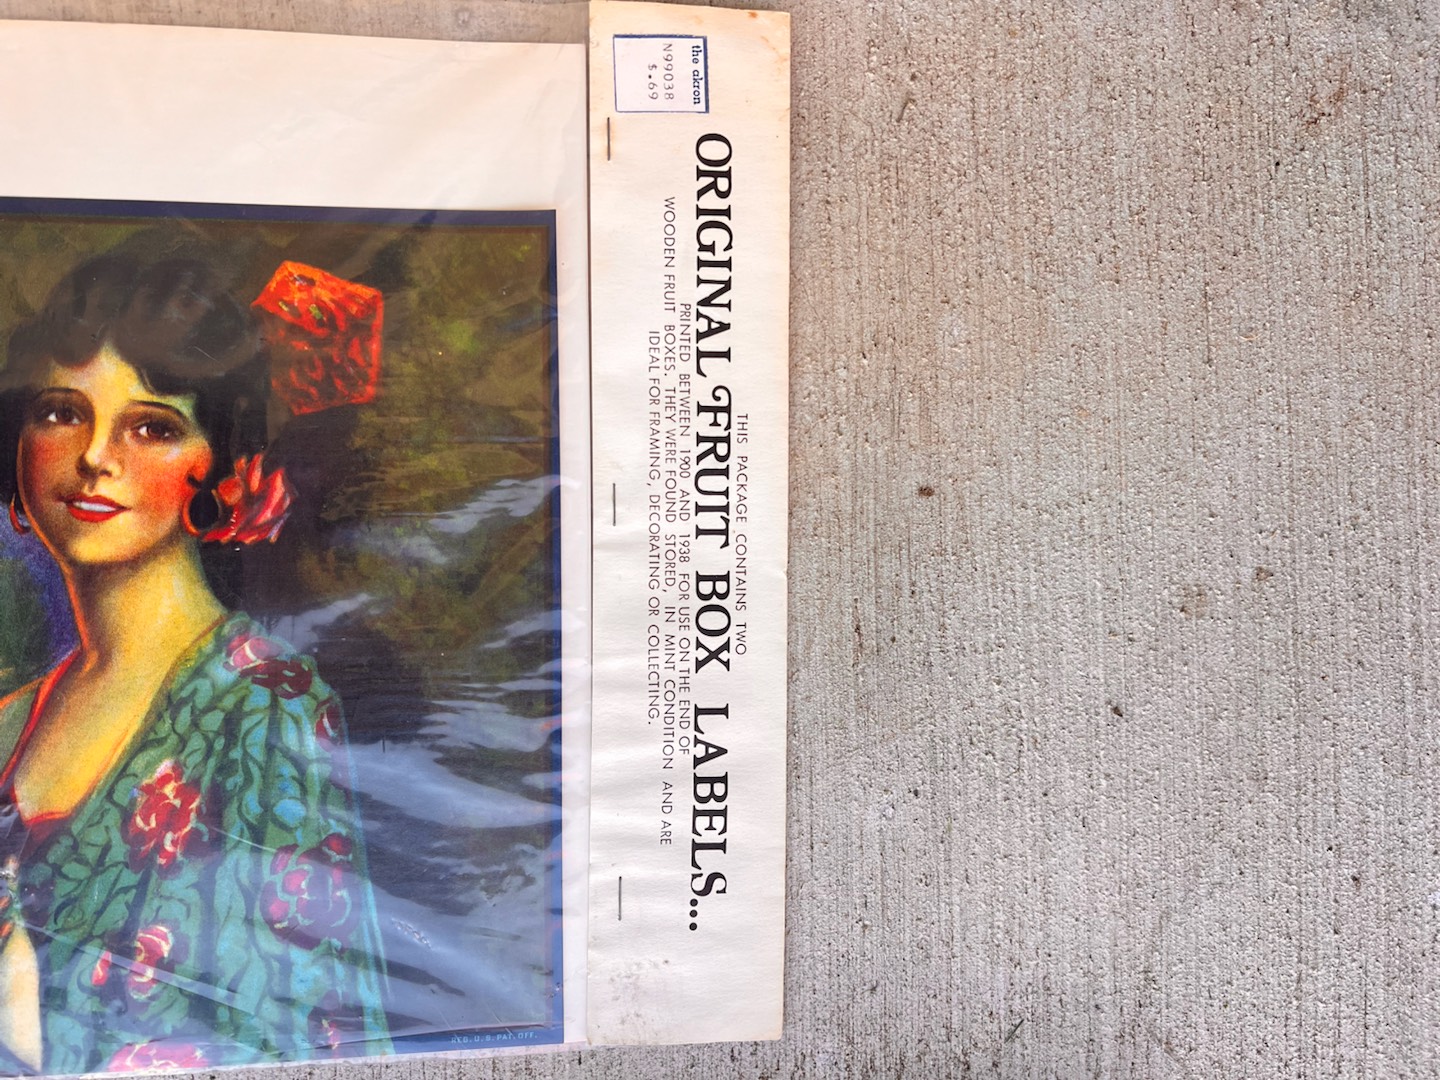 the akron
N99038
$.69
THIS PACKAGE CONTAINS TWO
ORIGINAL FRUIT BOX LABELS...
PRINTED BETWEEN 1900 AND 1938 FOR USE ON THE END OF
WOODEN FRUIT BOXES. THEY WERE FOUND STORED, IN MINT CONDITION AND ARE
IDEAL FOR FRAMING, DECORATING OR COLLECTING.
REG. U.S. PAT. OFF.